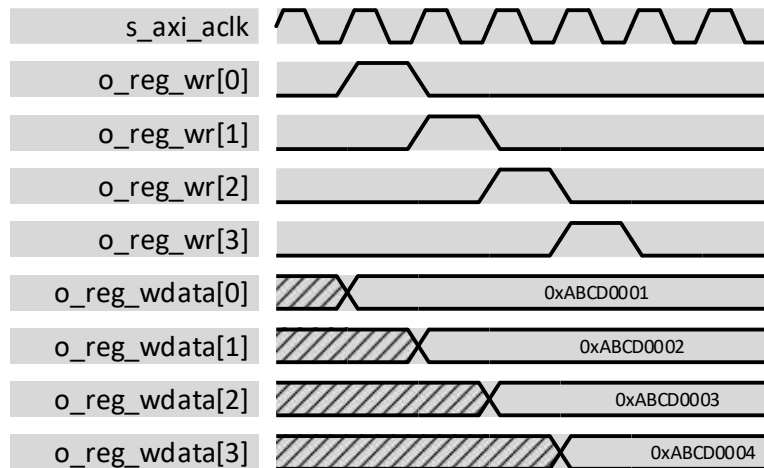 s_axi_aclk
o_reg_wr[0]
o_reg_wr[1]
o_reg_wr[2]
o_reg_wr[3]
o_reg_wdata[0] 0xABCD0001
o_reg_wdata[1] 0xABCD0002
o_reg_wdata[2] 0xABCD0003
o_reg_wdata[3] 0xABCD0004